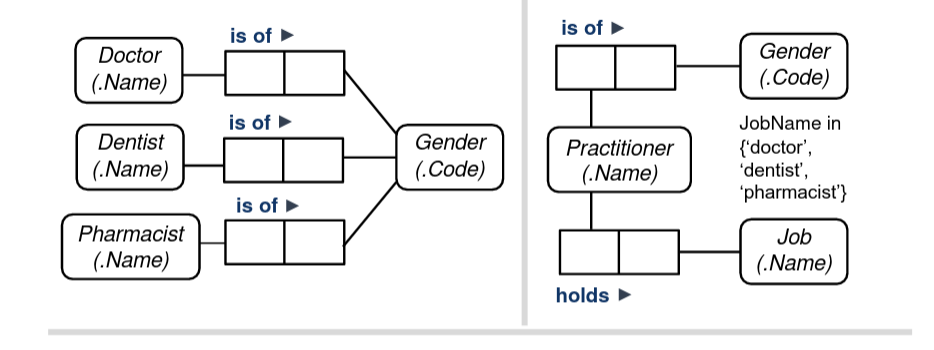 is of ►
Doctor
(.Name)
is of ►
Dentist
(.Name)
Gender
(.Code)
is of ►
Pharmacist
(.Name)
is of ►
Gender
(.Code)
Practitioner
(.Name)
JobName in
{‘doctor’,
‘dentist’,
‘pharmacist’}
Job
(.Name)
holds ►